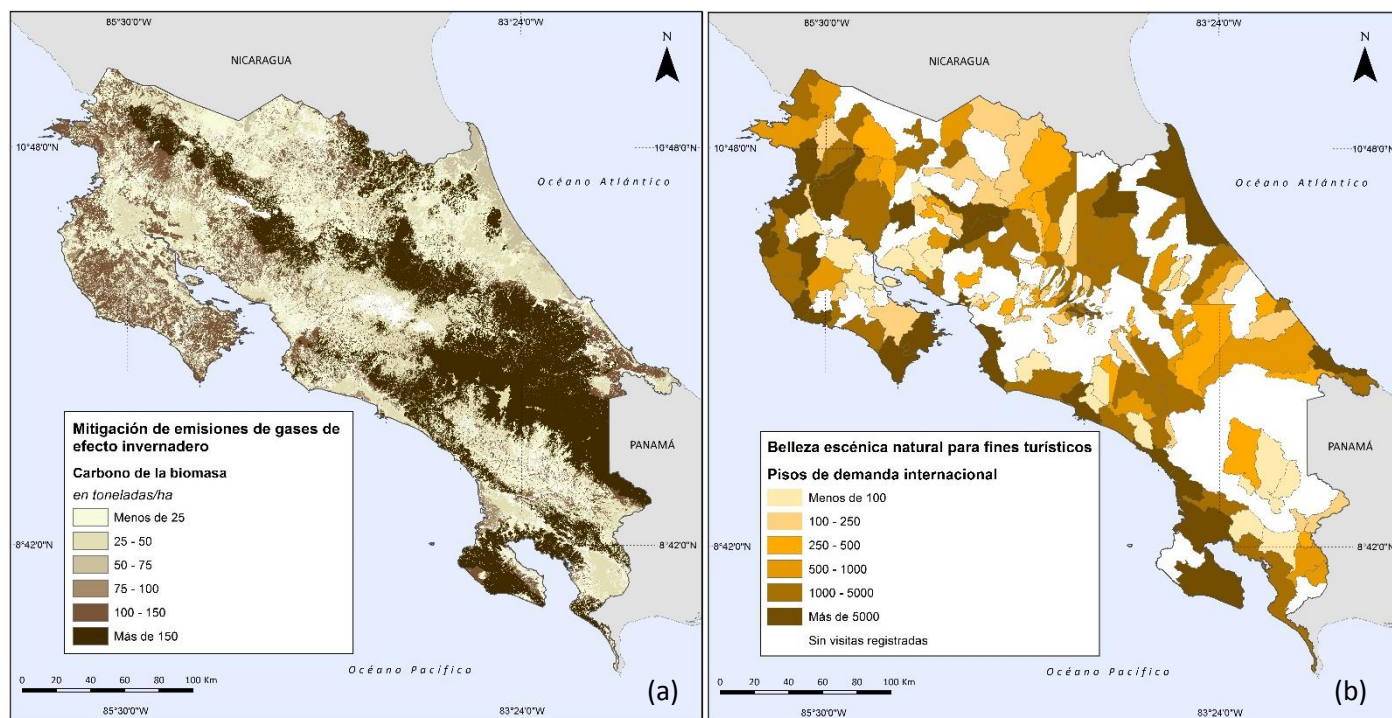 85°30'0"W
83°24'0"W
N
NICARAGUA
10°48'0"N
10°48'0"N
Océano Atlántico
PANAMÁ
Mitigación de emisiones de gases de
efecto invernadero
Carbono de la biomasa
en toneladas/ha
Menos de 25
25 - 50
50 - 75
75 - 100
100 - 150
Más de 150
8°42'0"N
8°42'0"N
Océano Pacífico
0 20 40 60 80 100 Km
(a)
85°30'0"W
83°24'0"W
85°30'0"W
83°24'0"W
N
NICARAGUA
10°48'0"N
Océano Atlántico
PANAMÁ
Belleza escénica natural para fines turísticos
Pisos de demanda internacional
Menos de 100
100 - 250
250 - 500
500 - 1000
1000 - 5000
Más de 5000
Sin visitas registradas
8°42'0"N
Océano Pacífico
0 20 40 60 80 100 Km
(b)
85°30'0"W
83°24'0"W